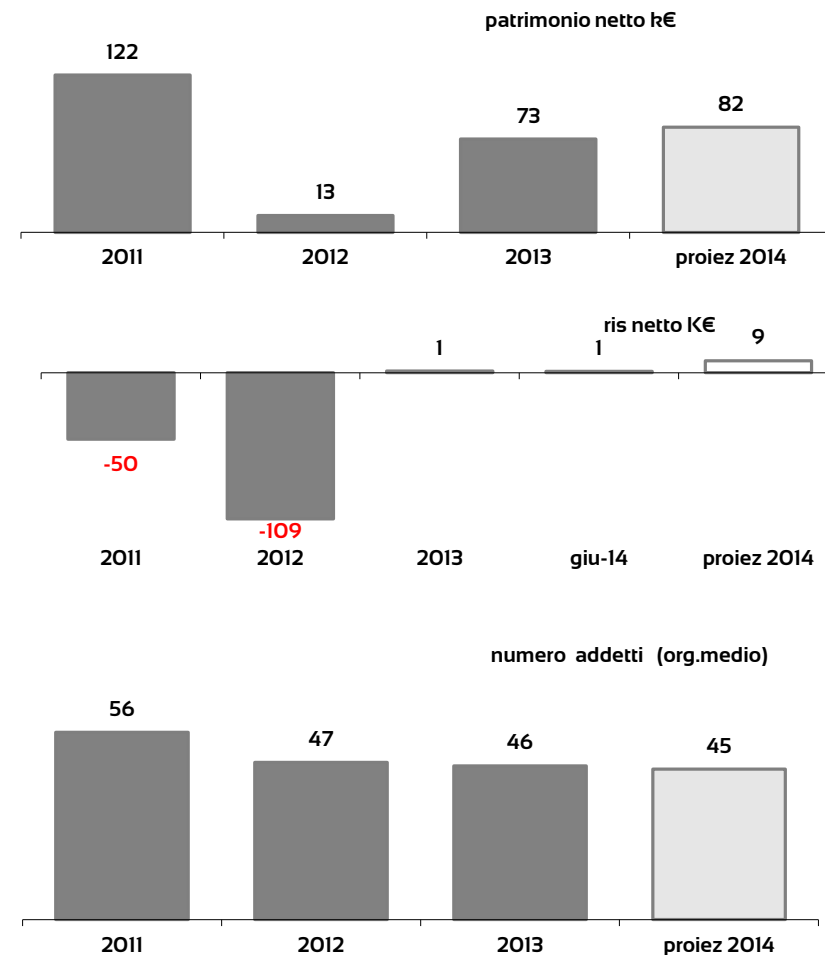 patrimonio netto k€
122
13
73
82
2011 2012 2013 proiez 2014
ris netto K€
1 1 9
-50
-109
2011 2012 2013 giu-14 proiez 2014
numero addetti (org.medio)
56
47
46
45
2011 2012 2013 proiez 2014